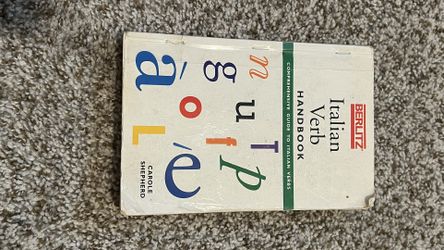 BERLITZ
Italian
Verb
HANDBOOK
COMPREHENSIVE GUIDE TO ITALIAN VERBS
n u T p
g o f
á L é
CAROLE
SHEPHERD